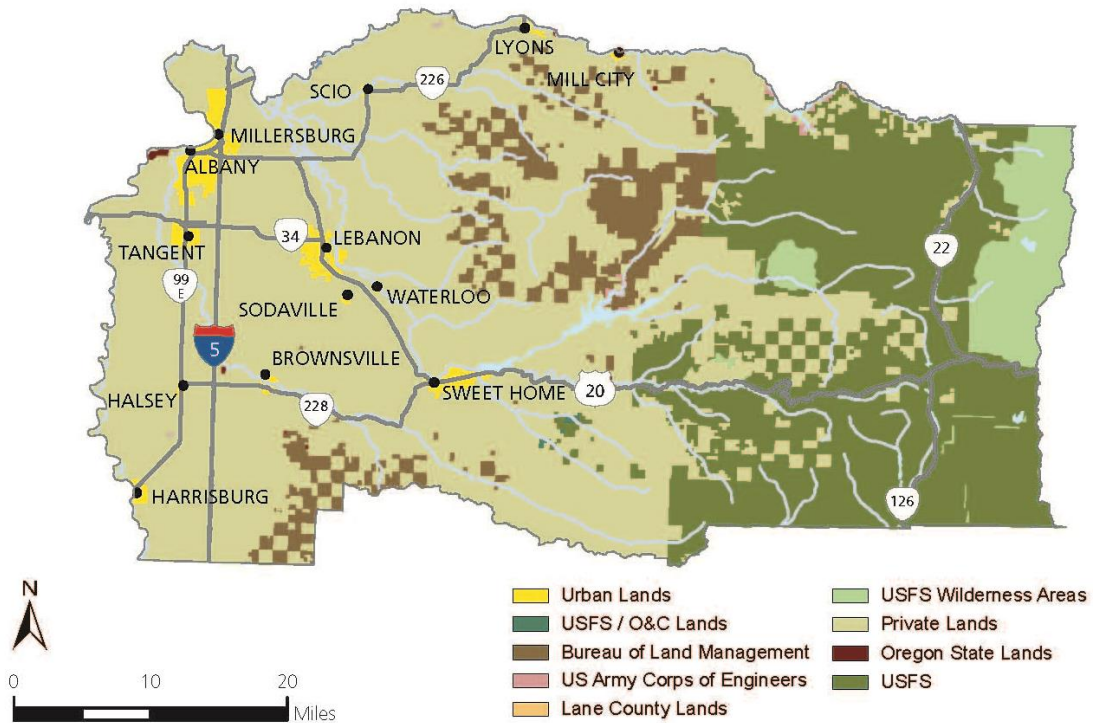 LYONS
MILL CITY
SCIO
226
MILLERSBURG
ALBANY
34
LEBANON
TANGENT
22
99
E
WATERLOO
SODAVILLE
5
BROWNSVILLE
HALSEY
SWEET HOME
20
228
HARRISBURG
126
N
0 10 20
Miles
Urban Lands
USFS / O&C Lands
Bureau of Land Management
US Army Corps of Engineers
Lane County Lands
USFS Wilderness Areas
Private Lands
Oregon State Lands
USFS